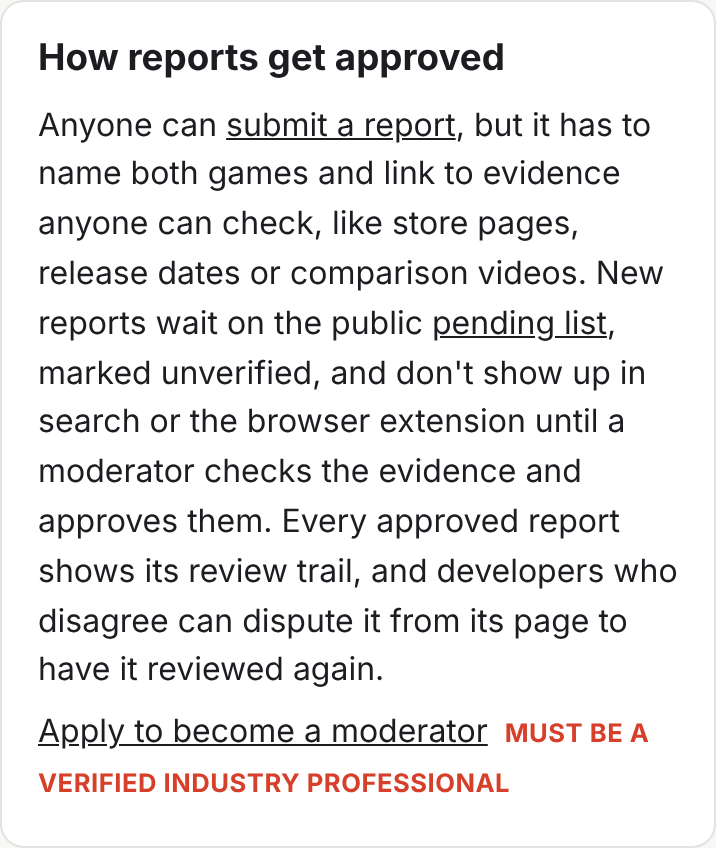 How reports get approved
Anyone can submit a report, but it has to
name both games and link to evidence
anyone can check, like store pages,
release dates or comparison videos. New
reports wait on the public pending list,
marked unverified, and don't show up in
search or the browser extension until a
moderator checks the evidence and
approves them. Every approved report
shows its review trail, and developers who
disagree can dispute it from its page to
have it reviewed again.
Apply to become a moderator MUST BE A
VERIFIED INDUSTRY PROFESSIONAL